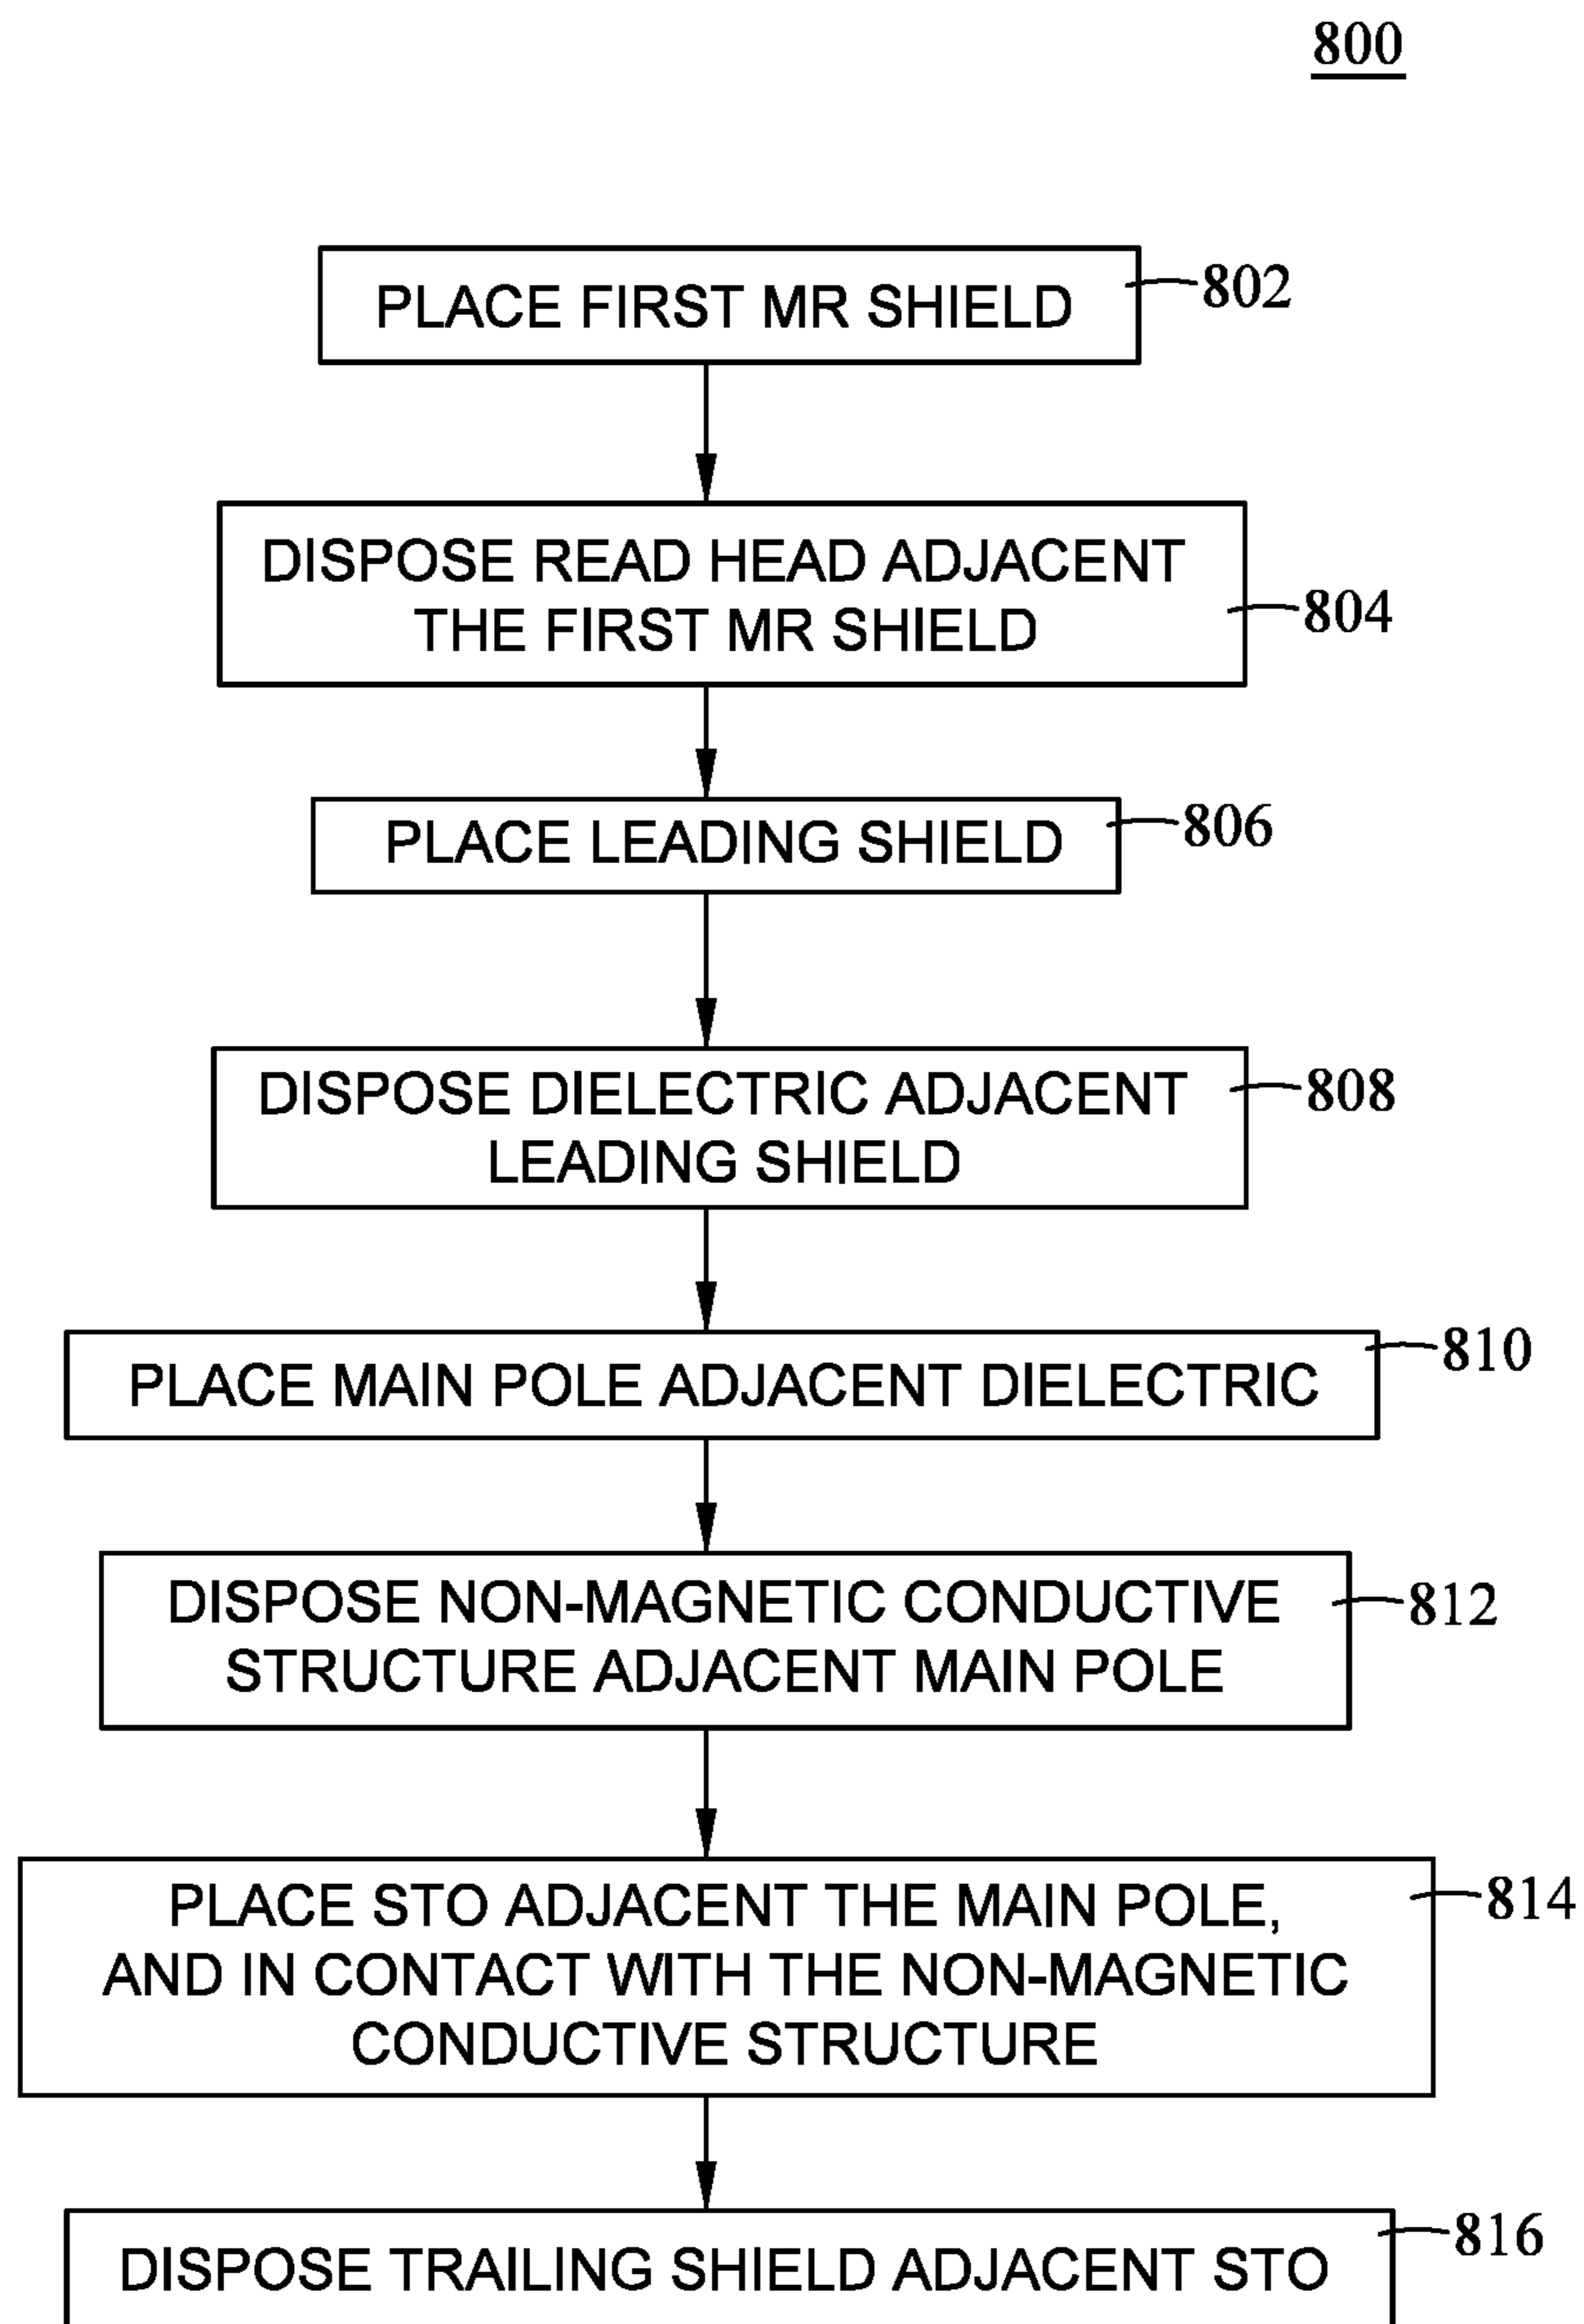 800
PLACE FIRST MR SHIELD
802
DISPOSE READ HEAD ADJACENT
THE FIRST MR SHIELD
804
PLACE LEADING SHIELD
806
DISPOSE DIELECTRIC ADJACENT
LEADING SHIELD
808
PLACE MAIN POLE ADJACENT DIELECTRIC
810
DISPOSE NON-MAGNETIC CONDUCTIVE
STRUCTURE ADJACENT MAIN POLE
812
PLACE STO ADJACENT THE MAIN POLE,
AND IN CONTACT WITH THE NON-MAGNETIC
CONDUCTIVE STRUCTURE
814
DISPOSE TRAILING SHIELD ADJACENT STO
816